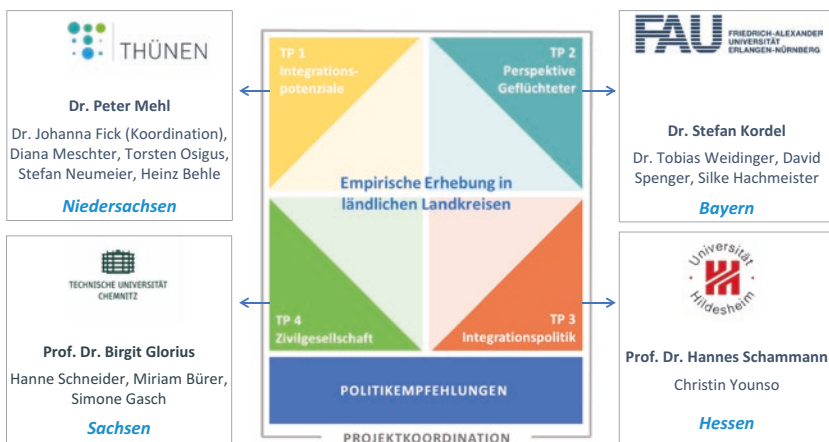 THÜNEN
Dr. Peter Mehl
Dr. Johanna Fick (Koordination),
Diana Meschter, Torsten Osigus,
Stefan Neumeier, Heinz Behle
Niedersachsen
TECHNISCHE UNIVERSITÄT
CHEMNITZ
Prof. Dr. Birgit Glorius
Hanne Schneider, Miriam Bürer,
Simone Gasch
Sachsen
TP 1
Integrations-
potenziale
TP 2
Perspektive
Geflüchteter
Empirische Erhebung in
ländlichen Landkreisen
TP 4
Zivilgesellschaft
TP 3
Integrationspolitik
POLITIKEMPFEHLUNGEN
PROJEKTKOORDINATION
FAU
FRIEDRICH-ALEXANDER
UNIVERSITÄT
ERLANGEN-NÜRNBERG
Dr. Stefan Kordel
Dr. Tobias Weidinger, David
Spenger, Silke Hachmeister
Bayern
Universität
Hildesheim
Prof. Dr. Hannes Schammann
Christin Younso
Hessen